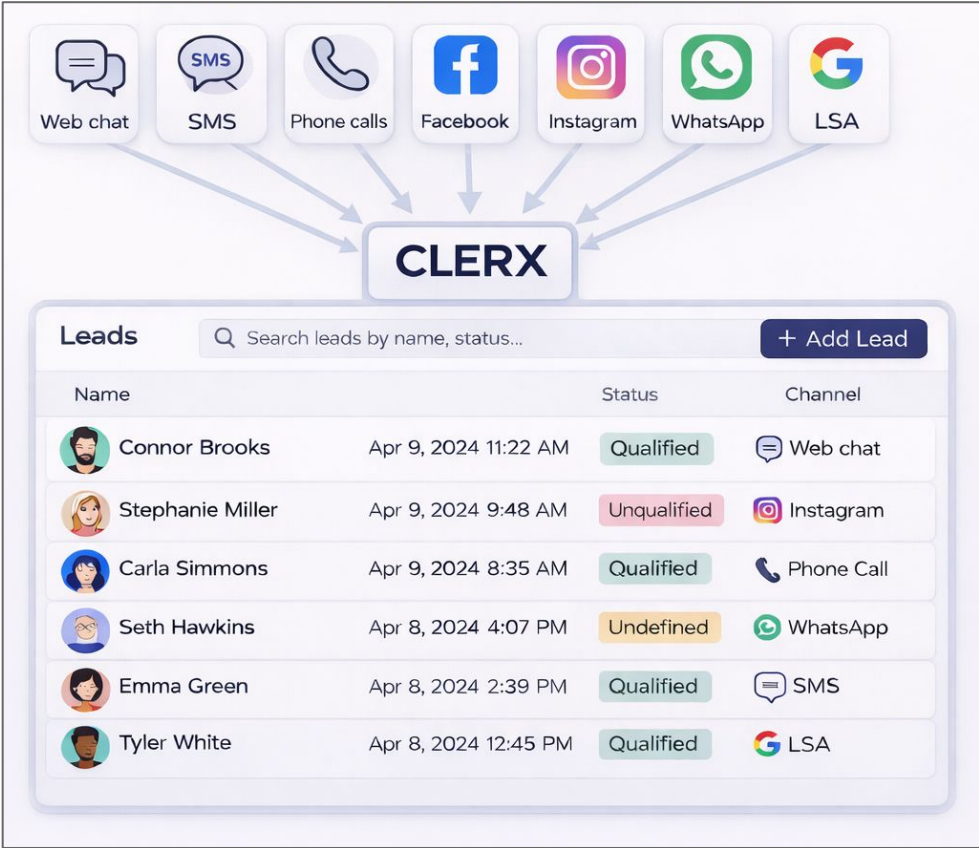 SMS
Web chat SMS Phone calls Facebook Instagram WhatsApp LSA
CLERX
Leads Search leads by name, status... + Add Lead
Name Status Channel
Connor Brooks Apr 9, 2024 11:22 AM Qualified Web chat
Stephanie Miller Apr 9, 2024 9:48 AM Unqualified Instagram
Carla Simmons Apr 9, 2024 8:35 AM Qualified Phone Call
Seth Hawkins Apr 8, 2024 4:07 PM Undefined WhatsApp
Emma Green Apr 8, 2024 2:39 PM Qualified SMS
Tyler White Apr 8, 2024 12:45 PM Qualified LSA